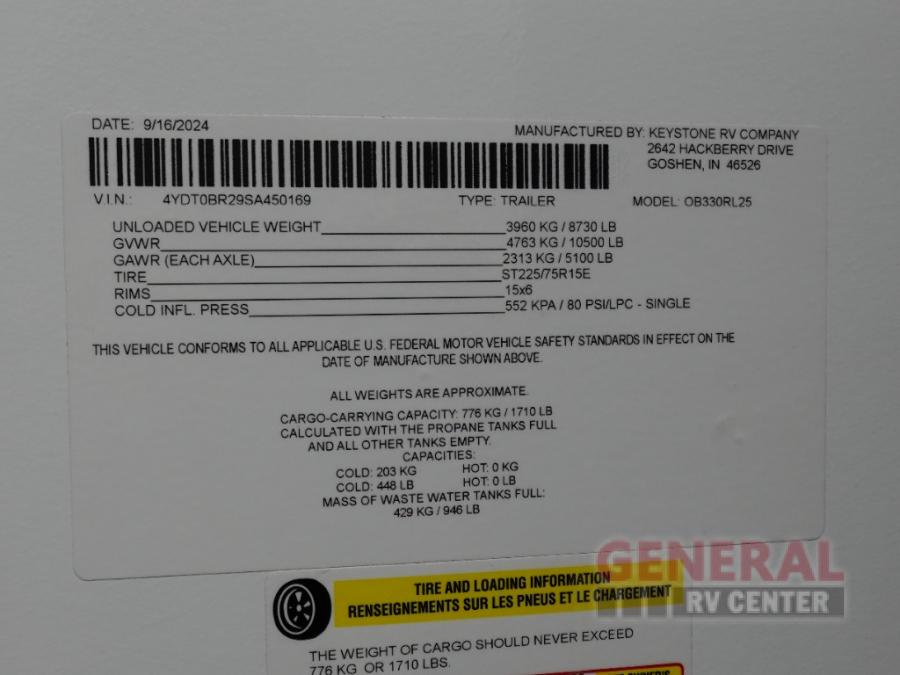 DATE: 9/16/2024
MANUFACTURED BY: KEYSTONE RV COMPANY
2642 HACKBERRY DRIVE
GOSHEN, IN 46526
V.I.N.: 4YDT0BR29SA450169 TYPE: TRAILER MODEL: OB330RL25
UNLOADED VEHICLE WEIGHT 3960 KG / 8730 LB
GVWR 4763 KG / 10500 LB
GAWR (EACH AXLE) 2313 KG / 5100 LB
TIRE ST225/75R15E
RIMS 15x6
COLD INFL. PRESS 552 KPA / 80 PSI/LPC - SINGLE
THIS VEHICLE CONFORMS TO ALL APPLICABLE U.S. FEDERAL MOTOR VEHICLE SAFETY STANDARDS IN EFFECT ON THE
DATE OF MANUFACTURE SHOWN ABOVE.
ALL WEIGHTS ARE APPROXIMATE.
CARGO-CARRYING CAPACITY: 776 KG / 1710 LB
CALCULATED WITH THE PROPANE TANKS FULL
AND ALL OTHER TANKS EMPTY.
CAPACITIES:
COLD: 203 KG HOT: 0 KG
COLD: 448 LB HOT: 0 LB
MASS OF WASTE WATER TANKS FULL:
429 KG / 946 LB
GENERAL
RV CENTER
TIRE AND LOADING INFORMATION
RENSEIGNEMENTS SUR LES PNEUS ET LE CHARGEMENT
THE WEIGHT OF CARGO SHOULD NEVER EXCEED
776 KG OR 1710 LBS.